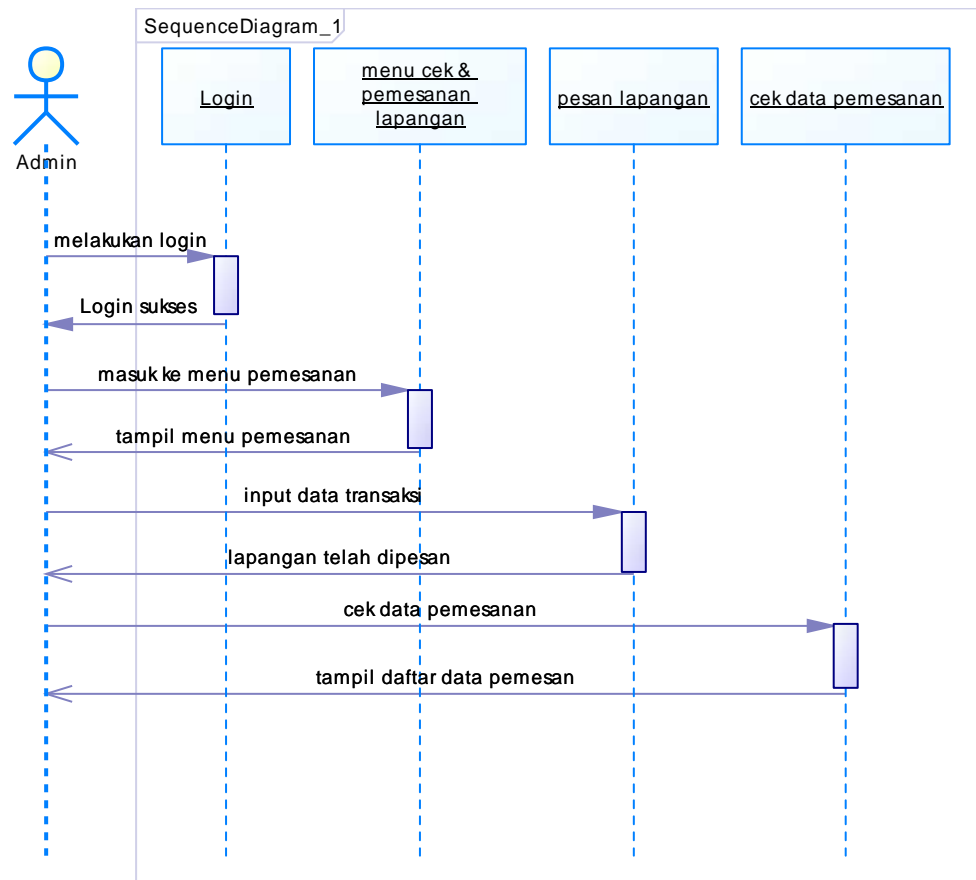 SequenceDiagram_1
Admin
Login
menu cek &
pemesanan
lapangan
pesan lapangan
cek data pemesanan
melakukan login
Login sukses
masuk ke menu pemesanan
tampil menu pemesanan
input data transaksi
lapangan telah dipesan
cek data pemesanan
tampil daftar data pemesan